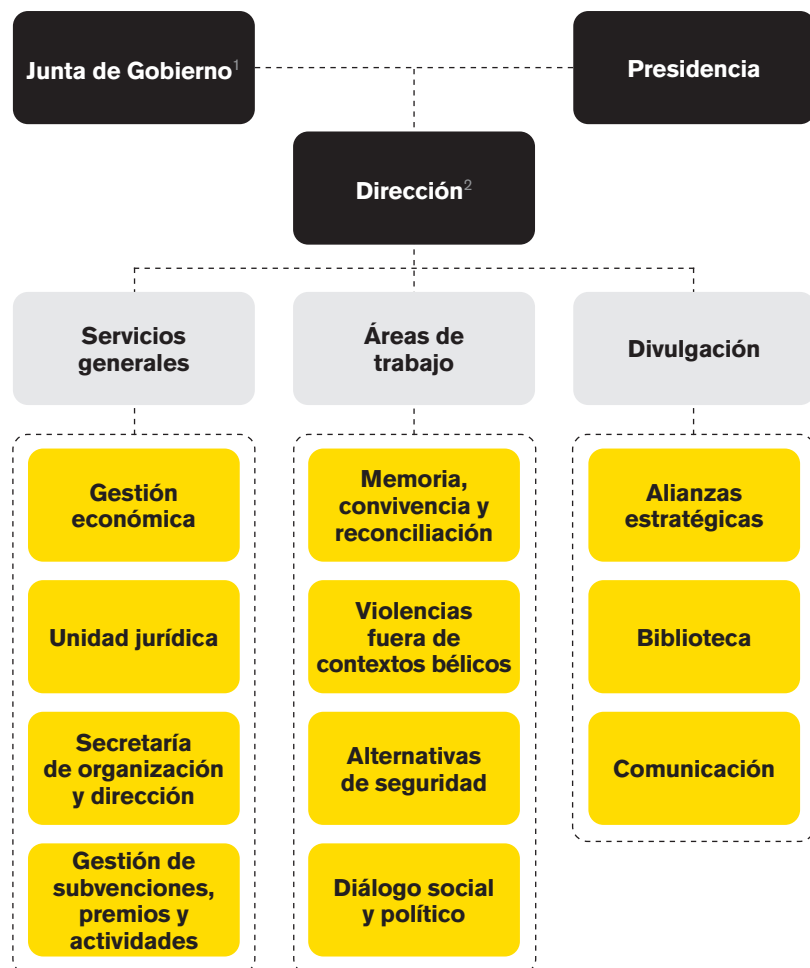 Junta de Gobierno¹
Presidencia
Dirección²
Servicios
generales
Áreas de
trabajo
Divulgación
Gestión
económica
Unidad jurídica
Secretaría
de organización
y dirección
Gestión de
subvenciones,
premios y
actividades
Memoria,
convivencia y
reconciliación
Violencias
fuera de
contextos bélicos
Alternativas
de seguridad
Diálogo social
y político
Alianzas
estratégicas
Biblioteca
Comunicación